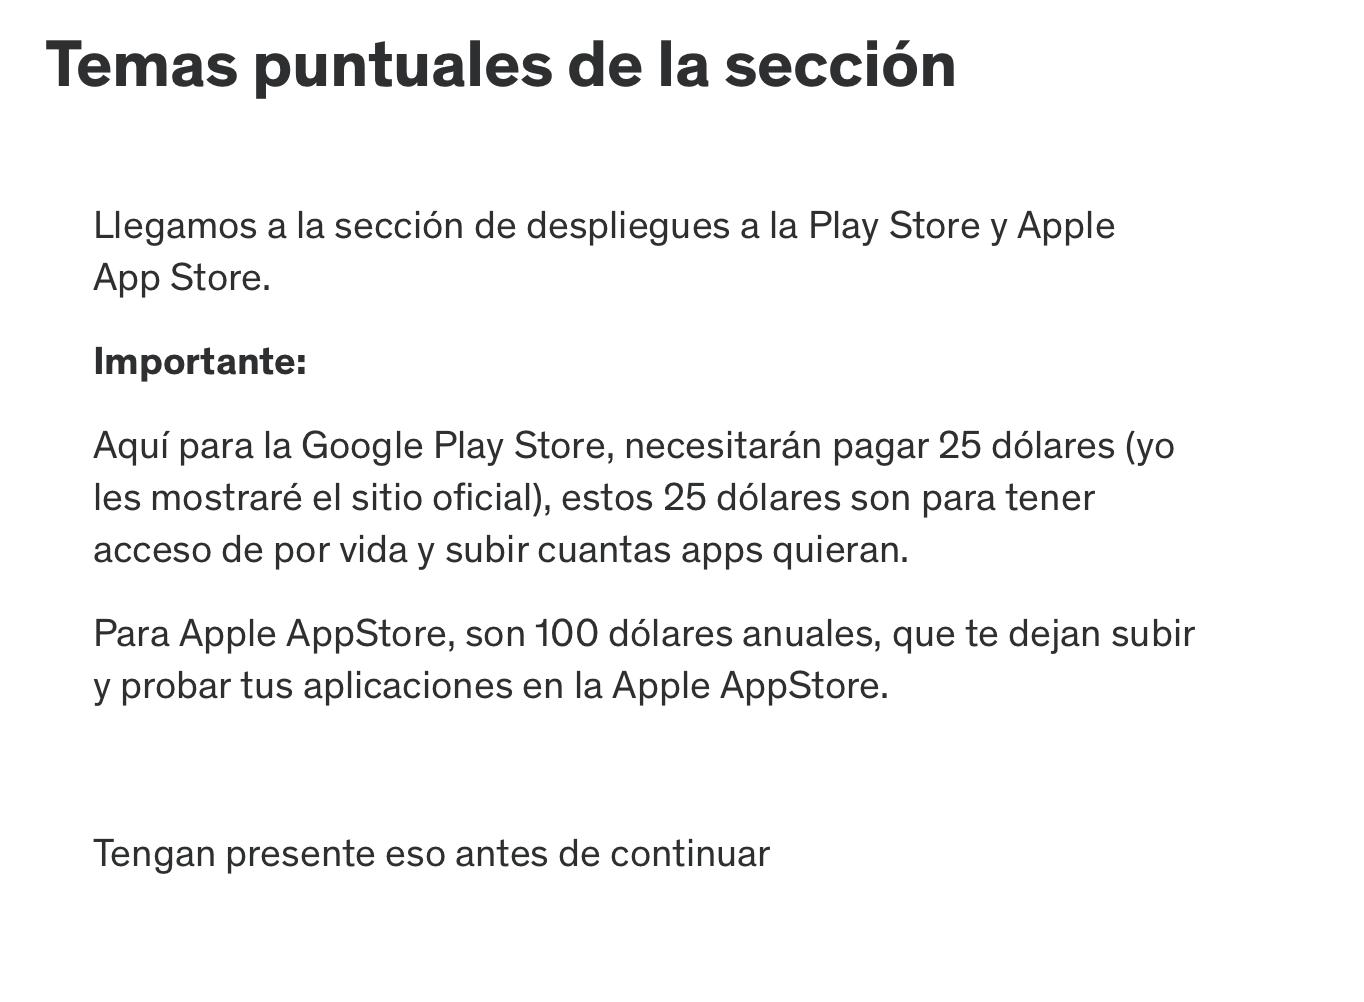 Temas puntuales de la sección
Llegamos a la sección de despliegues a la Play Store y Apple
App Store.
Importante:
Aquí para la Google Play Store, necesitarán pagar 25 dólares (yo
les mostraré el sitio oficial), estos 25 dólares son para tener
acceso de por vida y subir cuantas apps quieran.
Para Apple AppStore, son 100 dólares anuales, que te dejan subir
y probar tus aplicaciones en la Apple AppStore.
Tengan presente eso antes de continuar